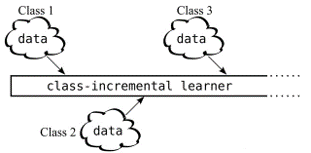 Class 1
data
Class 3
data
class-incremental learner
Class 2
data